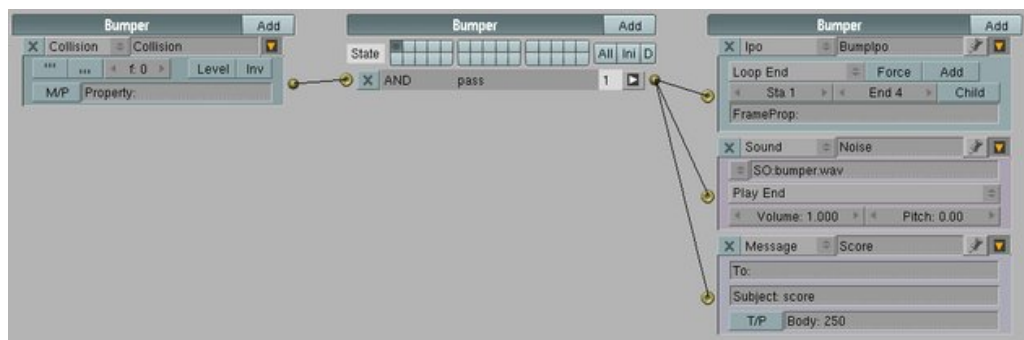 Bumper Add
X Collision Collision
f: 0 Level Inv
M/P Property:
Bumper Add
State All Ini D
X AND pass 1
Bumper Add
X Ipo BumpIpo
Loop End Force Add
Sta 1 End 4 Child
FrameProp:
X Sound Noise
SO:bumper.wav
Play End
Volume: 1.000 Pitch: 0.00
X Message Score
To:
Subject: score
T/P Body: 250